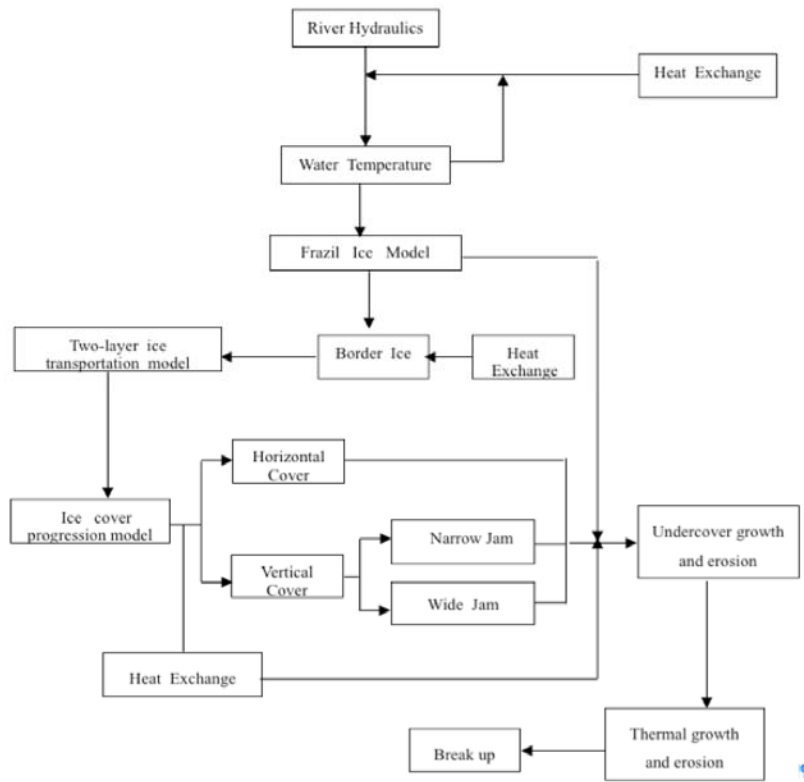 River Hydraulics
Heat Exchange
Water Temperature
Frazil Ice Model
Two-layer ice
transportation model
Border Ice
Heat
Exchange
Horizontal
Cover
Ice cover
progression model
Narrow Jam
Undercover growth
and erosion
Vertical
Cover
Wide Jam
Heat Exchange
Thermal growth
and erosion
Break up